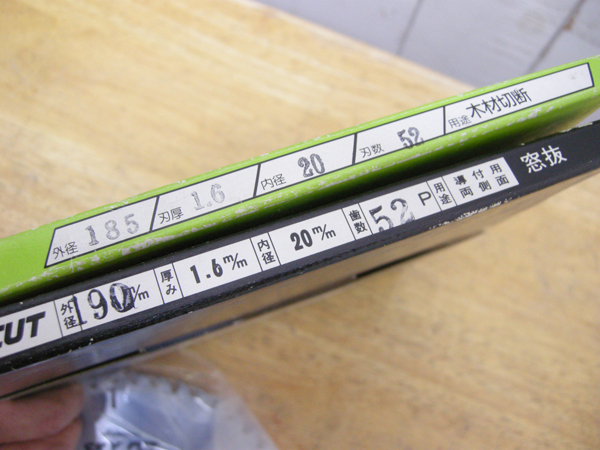 外径 185 刃厚 1.6 内径 20 刃数 52 用途 木材切断
CUT 外径 190 m/m 厚み 1.6 m/m 内径 20 m/m 歯数 52 P 用途 導付用両側面 窓抜